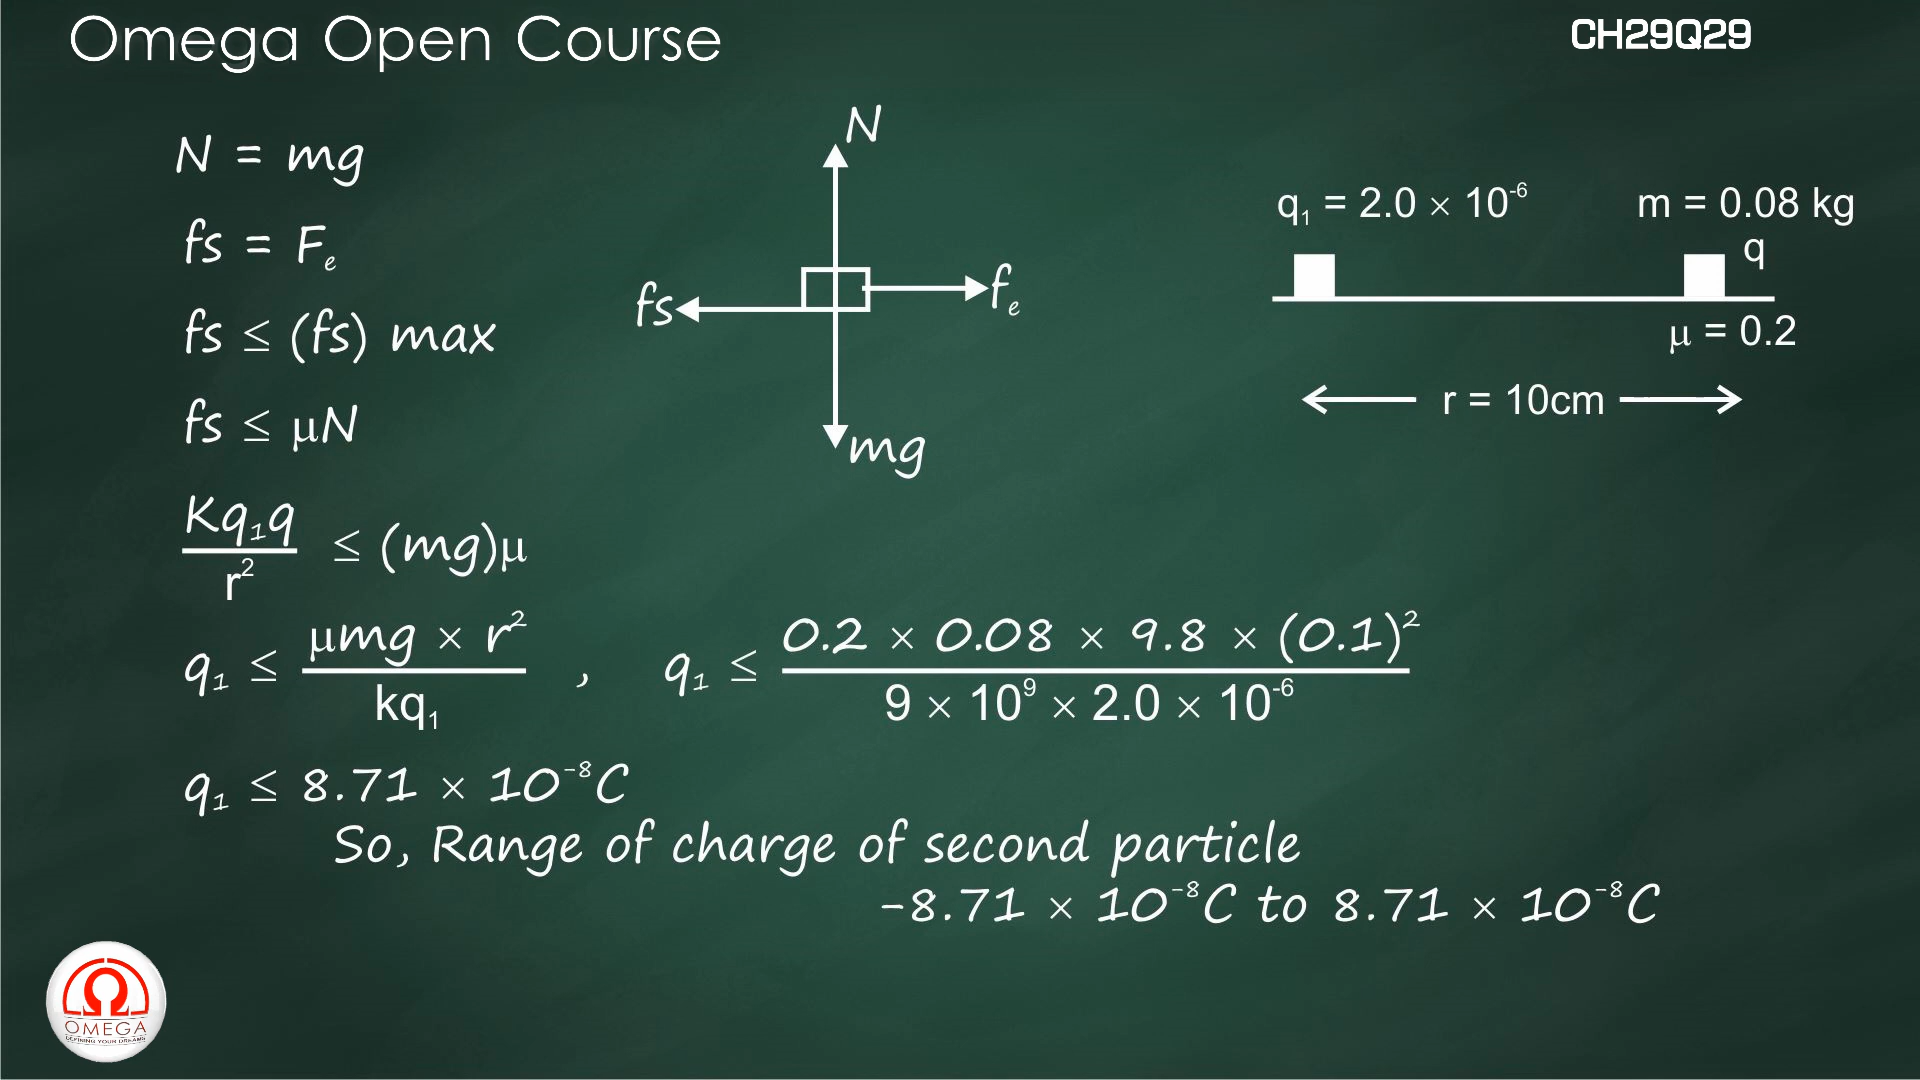 Omega Open Course
CH29Q29
N = mg
fs = Fₑ
fs ≤ (fs) max
fs ≤ μN
Kq₁q
r²
≤ (mg)μ
q₁ ≤ μmg × r²
kq₁
,
q₁ ≤ 0.2 × 0.08 × 9.8 × (0.1)²
9 × 10⁹ × 2.0 × 10⁻⁶
q₁ ≤ 8.71 × 10⁻⁸C
So, Range of charge of second particle
-8.71 × 10⁻⁸C to 8.71 × 10⁻⁸C
N
fs
fₑ
mg
q₁ = 2.0 × 10⁻⁶
m = 0.08 kg
q
μ = 0.2
r = 10cm
Ω
OMEGA
DEFINING YOUR DREAMS